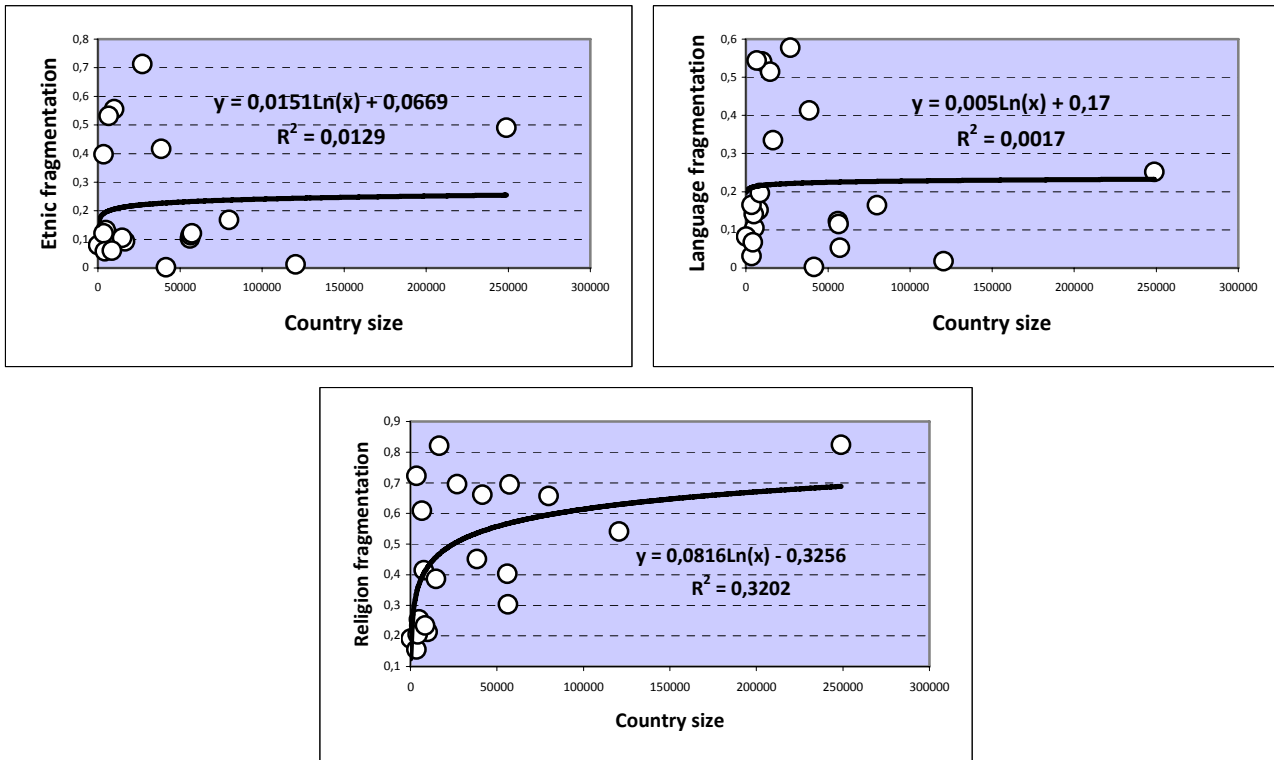 Etnic fragmentation
0,8
0,7
0,6
0,5
0,4
0,3
0,2
0,1
0
y = 0,0151Ln(x) + 0,0669
R² = 0,0129
0 50000 100000 150000 200000 250000 300000
Country size
Language fragmentation
0,6
0,5
0,4
0,3
0,2
0,1
0
y = 0,005Ln(x) + 0,17
R² = 0,0017
0 50000 100000 150000 200000 250000 300000
Country size
Religion fragmentation
0,9
0,8
0,7
0,6
0,5
0,4
0,3
0,2
0,1
y = 0,0816Ln(x) - 0,3256
R² = 0,3202
0 50000 100000 150000 200000 250000 300000
Country size